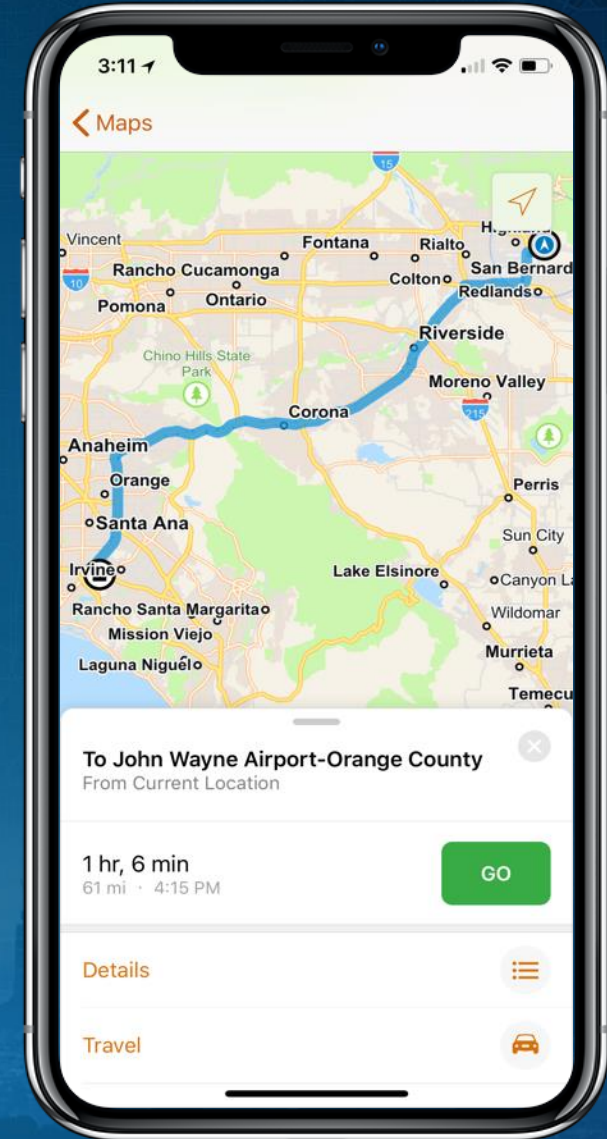 3:11
Maps
15
Vincent
Fontana
Rialto
Rancho Cucamonga
San Bernard
10
Colton
Pomona
Ontario
Redlands
Riverside
Chino Hills State
Park
Moreno Valley
Corona
215
Anaheim
Orange
Perris
Santa Ana
Sun City
Irvine
Lake Elsinore
Canyon La
Rancho Santa Margarita
Wildomar
Mission Viejo
Murrieta
Laguna Niguel
Temecu
To John Wayne Airport-Orange County
From Current Location
1 hr, 6 min
GO
61 mi · 4:15 PM
Details
Travel